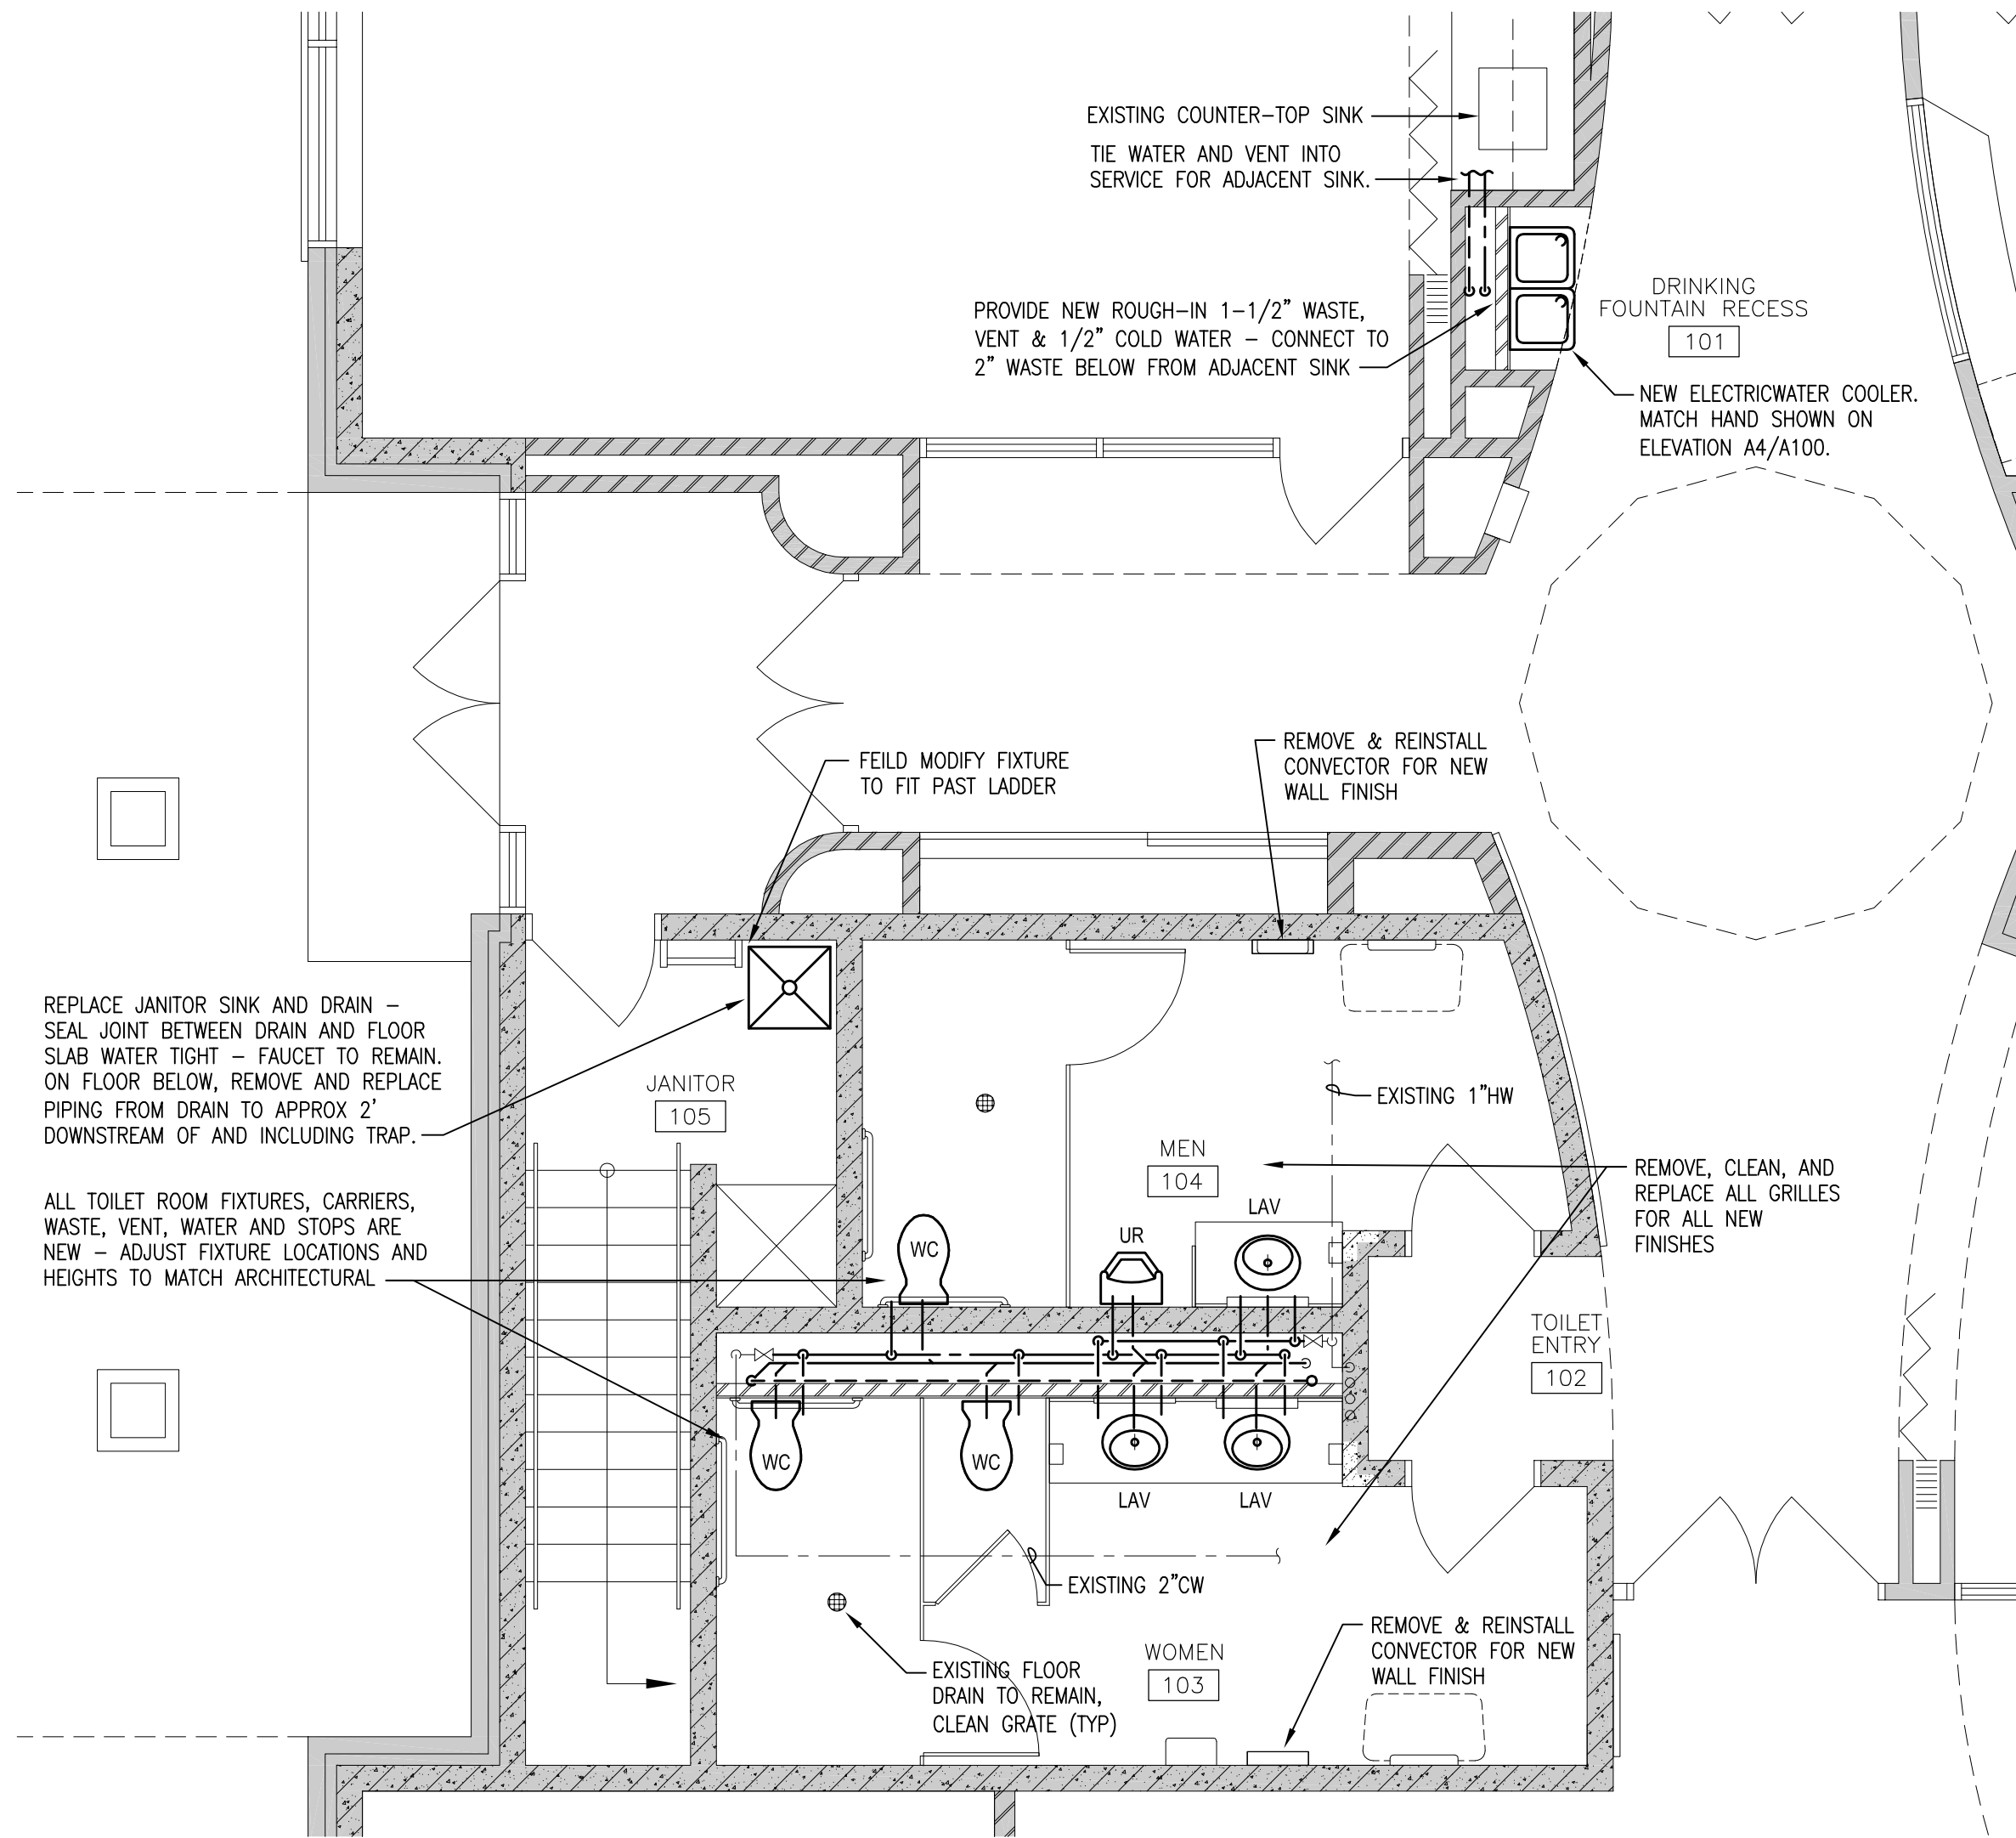 EXISTING COUNTER-TOP SINK
TIE WATER AND VENT INTO
SERVICE FOR ADJACENT SINK.
DRINKING
FOUNTAIN RECESS
101
PROVIDE NEW ROUGH-IN 1-1/2" WASTE,
VENT & 1/2" COLD WATER - CONNECT TO
2" WASTE BELOW FROM ADJACENT SINK
NEW ELECTRICWATER COOLER.
MATCH HAND SHOWN ON
ELEVATION A4/A100.
FEILD MODIFY FIXTURE
TO FIT PAST LADDER
REMOVE & REINSTALL
CONVECTOR FOR NEW
WALL FINISH
REPLACE JANITOR SINK AND DRAIN -
SEAL JOINT BETWEEN DRAIN AND FLOOR
SLAB WATER TIGHT - FAUCET TO REMAIN.
ON FLOOR BELOW, REMOVE AND REPLACE
PIPING FROM DRAIN TO APPROX 2'
DOWNSTREAM OF AND INCLUDING TRAP.
JANITOR
105
EXISTING 1"HW
MEN
104
REMOVE, CLEAN, AND
REPLACE ALL GRILLES
FOR ALL NEW
FINISHES
ALL TOILET ROOM FIXTURES, CARRIERS,
WASTE, VENT, WATER AND STOPS ARE
NEW - ADJUST FIXTURE LOCATIONS AND
HEIGHTS TO MATCH ARCHITECTURAL
WC
UR
LAV
TOILET
ENTRY
102
WC
WC
LAV
LAV
EXISTING 2"CW
EXISTING FLOOR
DRAIN TO REMAIN,
CLEAN GRATE (TYP)
WOMEN
103
REMOVE & REINSTALL
CONVECTOR FOR NEW
WALL FINISH